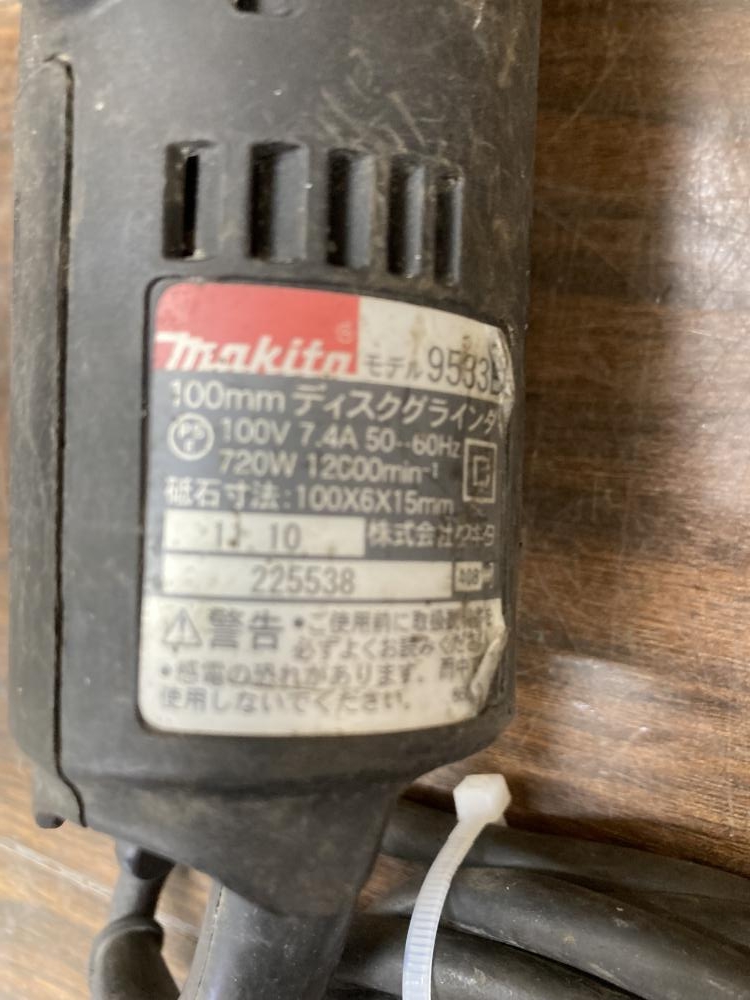 makita モデル 9533B
100mm ディスクグラインダ
100V 7.4A 50-60Hz
720W 12000min⁻¹
砥石寸法:100X6X15mm
10 株式会社マキタ
225538
警告 •ご使用前に取扱説明書を
必ずよくお読みくださ
•感電の恐れがあります。雨中
使用しないでください。